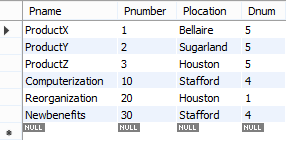 Pname Pnumber Plocation Dnum
ProductX 1 Bellaire 5
ProductY 2 Sugarland 5
ProductZ 3 Houston 5
Computerization 10 Stafford 4
Reorganization 20 Houston 1
Newbenefits 30 Stafford 4
NULL NULL NULL NULL